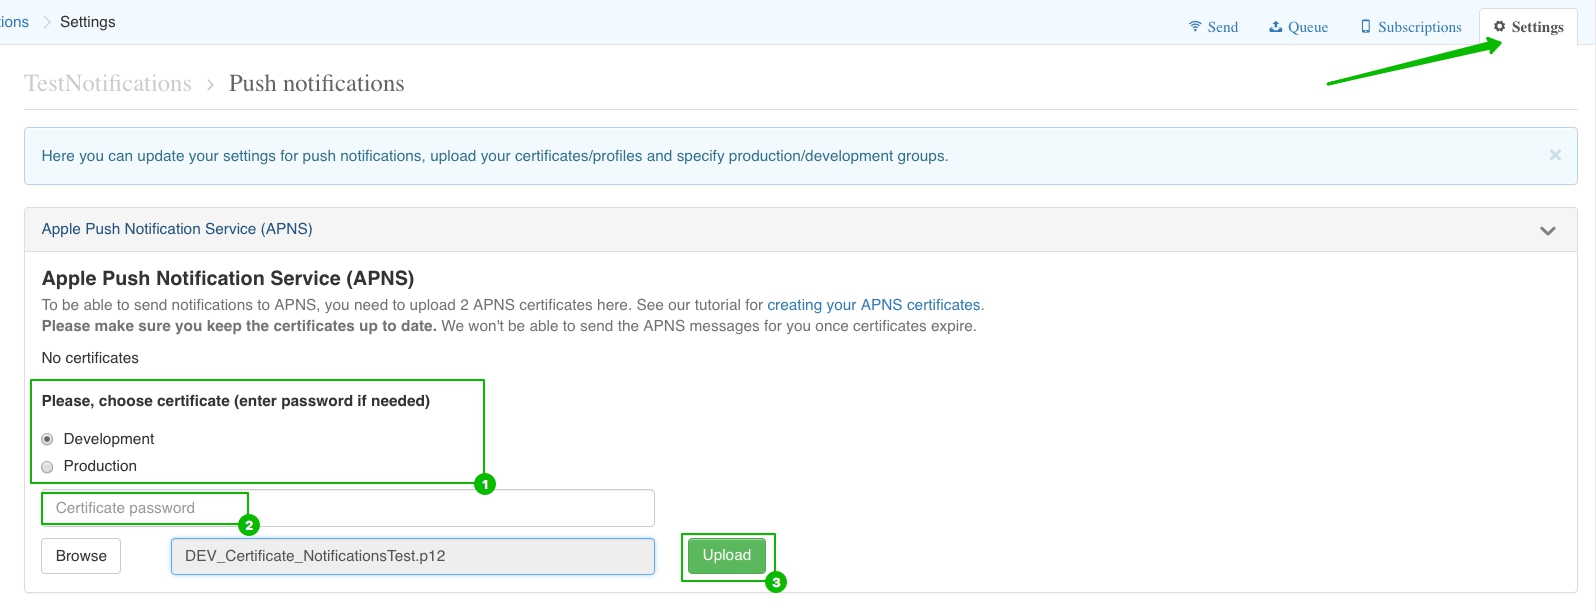 ions Settings
Send Queue Subscriptions Settings
TestNotifications › Push notifications
Here you can update your settings for push notifications, upload your certificates/profiles and specify production/development groups. ×
Apple Push Notification Service (APNS)
Apple Push Notification Service (APNS)
To be able to send notifications to APNS, you need to upload 2 APNS certificates here. See our tutorial for creating your APNS certificates.
Please make sure you keep the certificates up to date. We won't be able to send the APNS messages for you once certificates expire.
No certificates
Please, choose certificate (enter password if needed)
Development
Production
1
Certificate password
2
Browse DEV_Certificate_NotificationsTest.p12 Upload
3